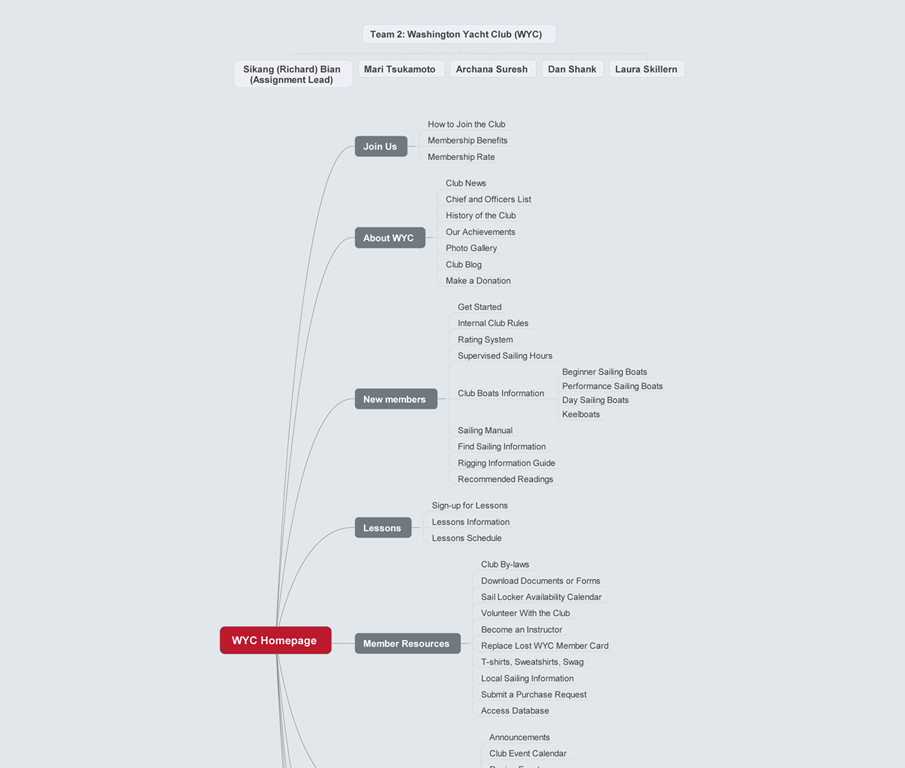 Team 2: Washington Yacht Club (WYC)
Sikang (Richard) Bian
(Assignment Lead)
Mari Tsukamoto
Archana Suresh
Dan Shank
Laura Skillern
Join Us
How to Join the Club
Membership Benefits
Membership Rate
About WYC
Club News
Chief and Officers List
History of the Club
Our Achievements
Photo Gallery
Club Blog
Make a Donation
New members
Get Started
Internal Club Rules
Rating System
Supervised Sailing Hours
Club Boats Information
Beginner Sailing Boats
Performance Sailing Boats
Day Sailing Boats
Keelboats
Sailing Manual
Find Sailing Information
Rigging Information Guide
Recommended Readings
Lessons
Sign-up for Lessons
Lessons Information
Lessons Schedule
WYC Homepage
Member Resources
Club By-laws
Download Documents or Forms
Sail Locker Availability Calendar
Volunteer With the Club
Become an Instructor
Replace Lost WYC Member Card
T-shirts, Sweatshirts, Swag
Local Sailing Information
Submit a Purchase Request
Access Database
Announcements
Club Event Calendar